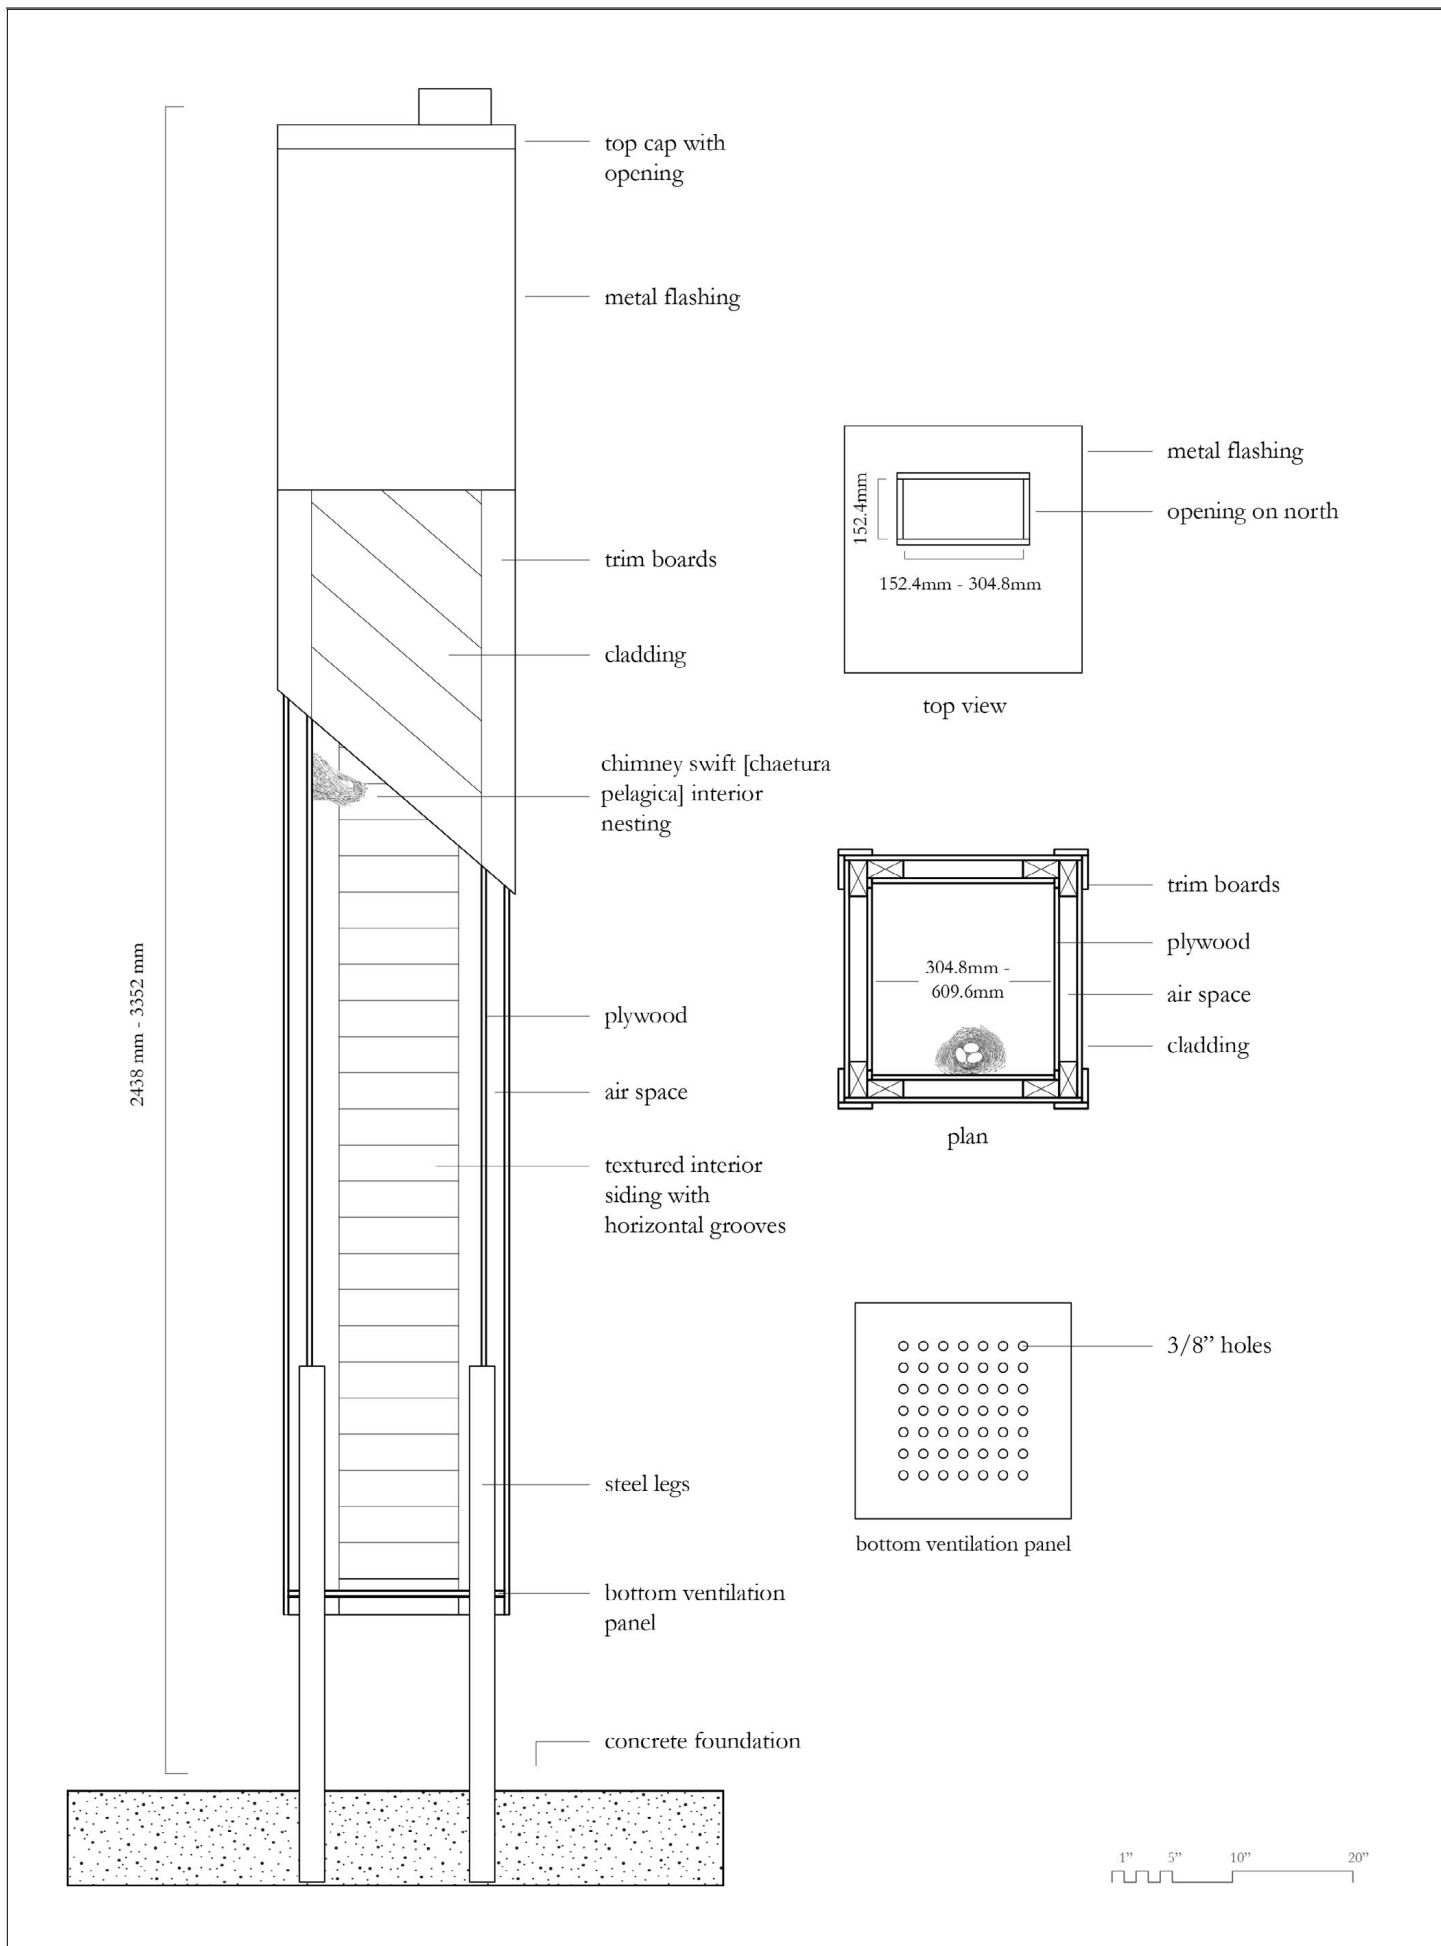 top cap with
opening
metal flashing
trim boards
cladding
chimney swift [chaetura
pelagica] interior
nesting
2438 mm - 3352 mm
plywood
air space
textured interior
siding with
horizontal grooves
steel legs
bottom ventilation
panel
concrete foundation
metal flashing
152.4mm
opening on north
152.4mm - 304.8mm
top view
trim boards
plywood
304.8mm -
609.6mm
air space
cladding
plan
3/8” holes
bottom ventilation panel
1” 5” 10” 20”